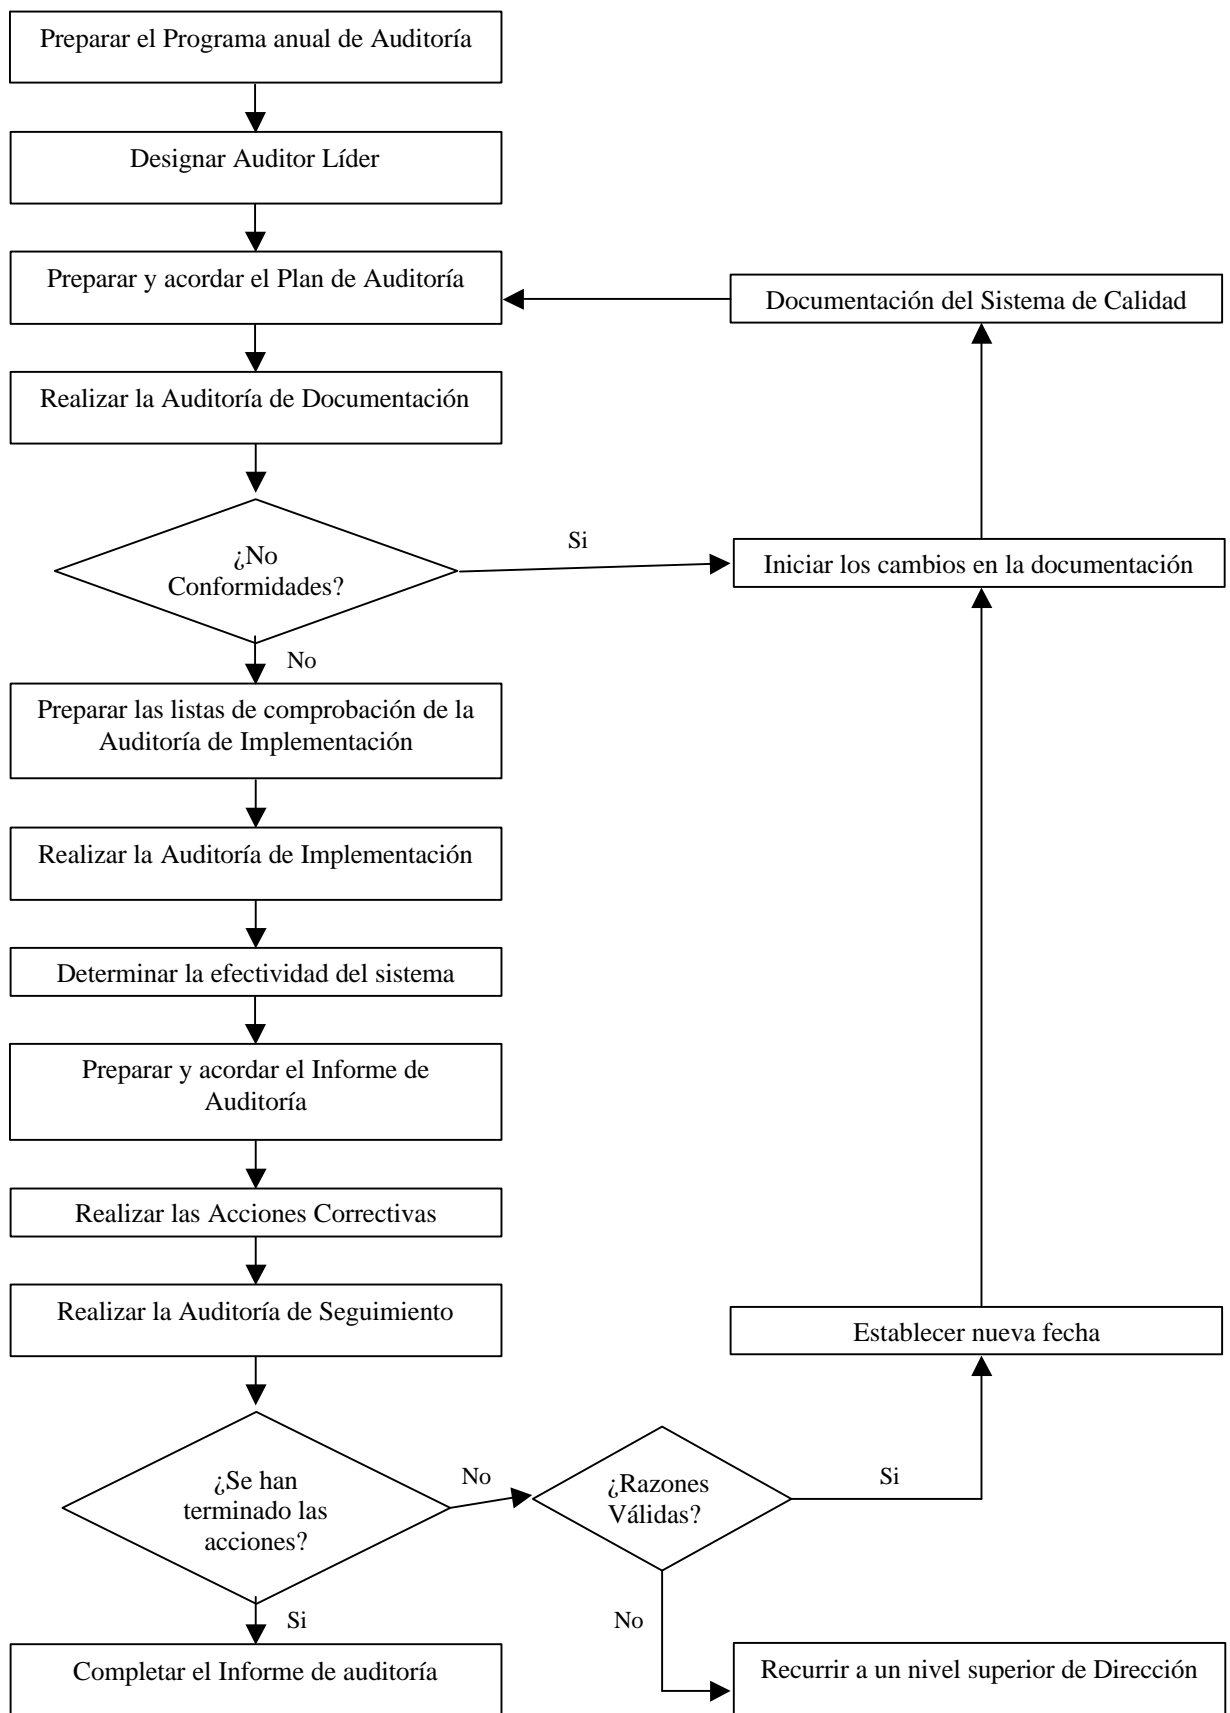 Preparar el Programa anual de Auditoría
Designar Auditor Líder
Preparar y acordar el Plan de Auditoría
Documentación del Sistema de Calidad
Realizar la Auditoría de Documentación
¿No
Conformidades?
Si
Iniciar los cambios en la documentación
No
Preparar las listas de comprobación de la
Auditoría de Implementación
Realizar la Auditoría de Implementación
Determinar la efectividad del sistema
Preparar y acordar el Informe de
Auditoría
Realizar las Acciones Correctivas
Realizar la Auditoría de Seguimiento
Establecer nueva fecha
¿Se han
terminado las
acciones?
No
¿Razones
Válidas?
Si
Si
No
Completar el Informe de auditoría
Recurrir a un nivel superior de Dirección